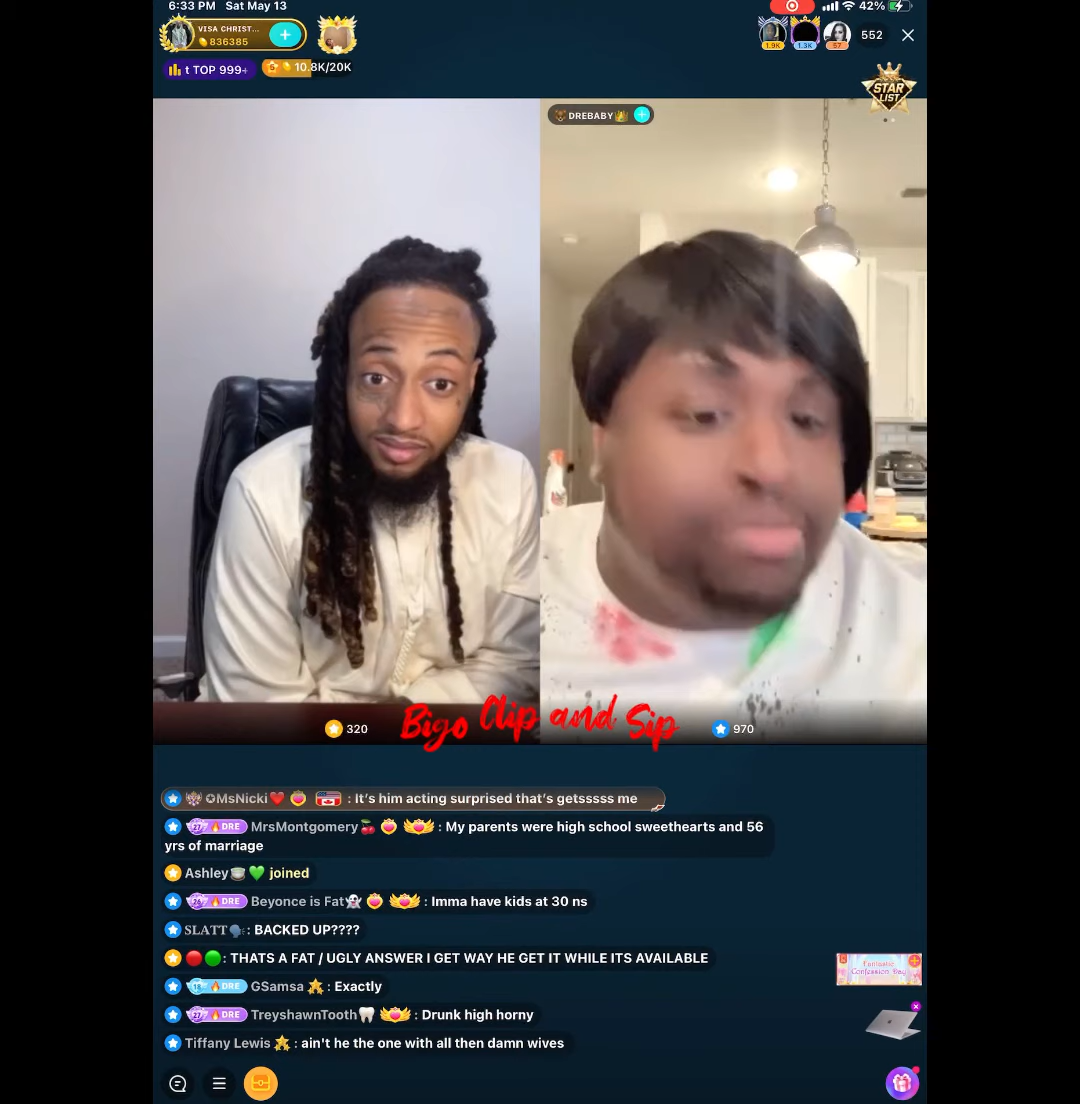 6:33 PM Sat May 13
42%
VISA CHRIST...
836385
1.9K
1.3K
57
552
t TOP 999+
10.8K/20K
STAR
LIST
DREBABY
320
Bigo Clip and Sip
970
✪MsNicki❤️ : It's him acting surprised that's getsssss me
27 🔥DRE MrsMontgomery🍒 : My parents were high school sweethearts and 56
yrs of marriage
Ashley 💚 joined
🔥DRE Beyonce is Fat👻 : Imma have kids at 30 ns
SLATT🗣️: BACKED UP????
🔴🟢: THATS A FAT / UGLY ANSWER I GET WAY HE GET IT WHILE ITS AVAILABLE
🔥DRE GSamsa : Exactly
27 🔥DRE TreyshawnTooth🦷 : Drunk high horny
Tiffany Lewis : ain't he the one with all then damn wives
Fantastic
Confession Day